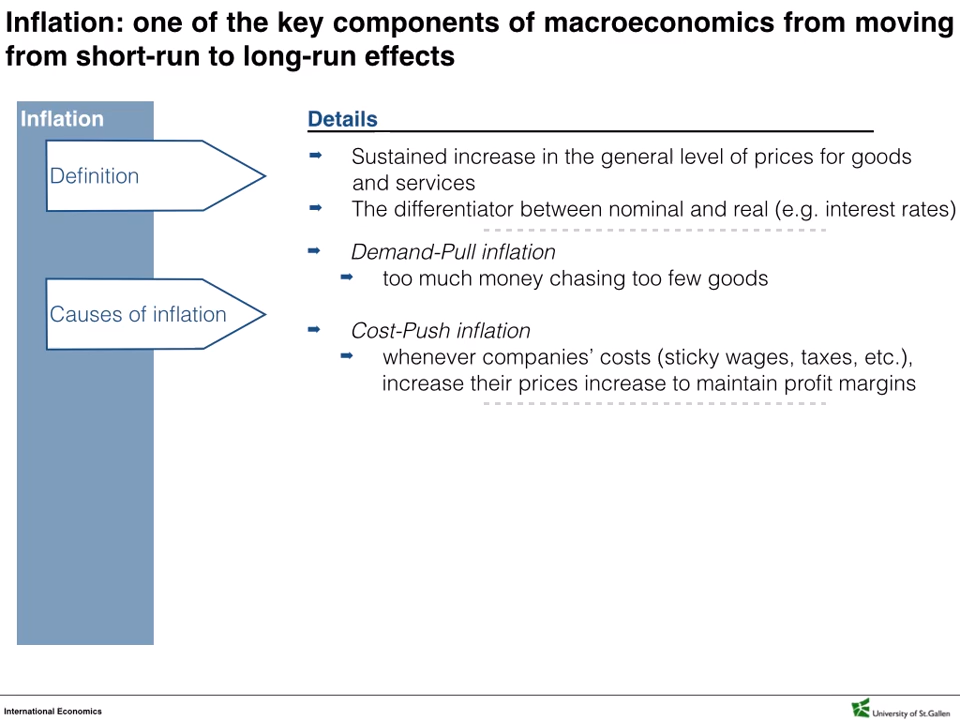 Inflation: one of the key components of macroeconomics from moving
from short-run to long-run effects
Inflation
Details
Definition
➡ Sustained increase in the general level of prices for goods
and services
➡ The differentiator between nominal and real (e.g. interest rates)
Causes of inflation
➡ Demand-Pull inflation
➡ too much money chasing too few goods
➡ Cost-Push inflation
➡ whenever companies’ costs (sticky wages, taxes, etc.),
increase their prices increase to maintain profit margins
International Economics
University of St.Gallen